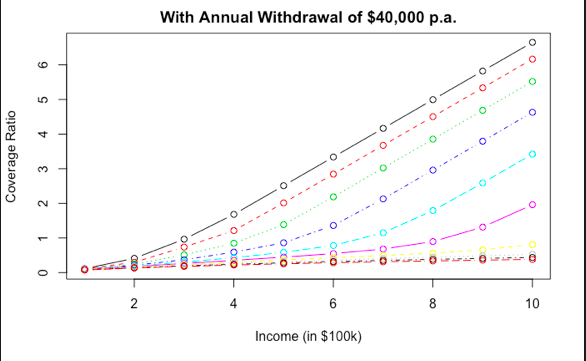 With Annual Withdrawal of $40,000 p.a.
6
5
4
3
2
1
0
Coverage Ratio
2 4 6 8 10
Income (in $100k)